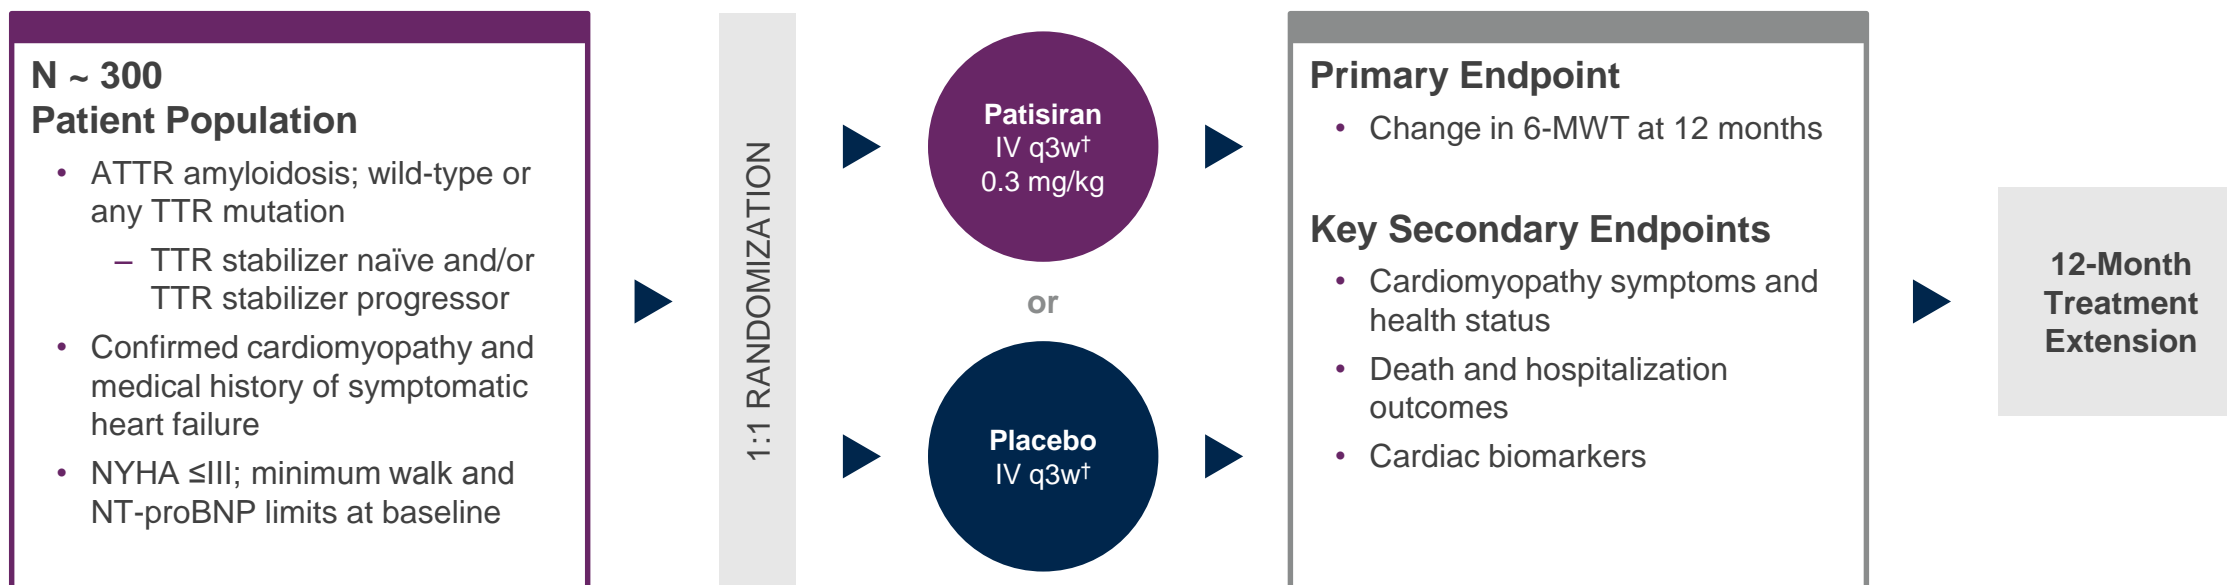 N ~ 300
Patient Population
• ATTR amyloidosis; wild-type or
any TTR mutation
– TTR stabilizer naïve and/or
TTR stabilizer progressor
• Confirmed cardiomyopathy and
medical history of symptomatic
heart failure
• NYHA ≤III; minimum walk and
NT-proBNP limits at baseline
1:1 RANDOMIZATION
Patisiran
IV q3w†
0.3 mg/kg
or
Placebo
IV q3w†
Primary Endpoint
• Change in 6-MWT at 12 months
Key Secondary Endpoints
• Cardiomyopathy symptoms and
health status
• Death and hospitalization
outcomes
• Cardiac biomarkers
12-Month
Treatment
Extension